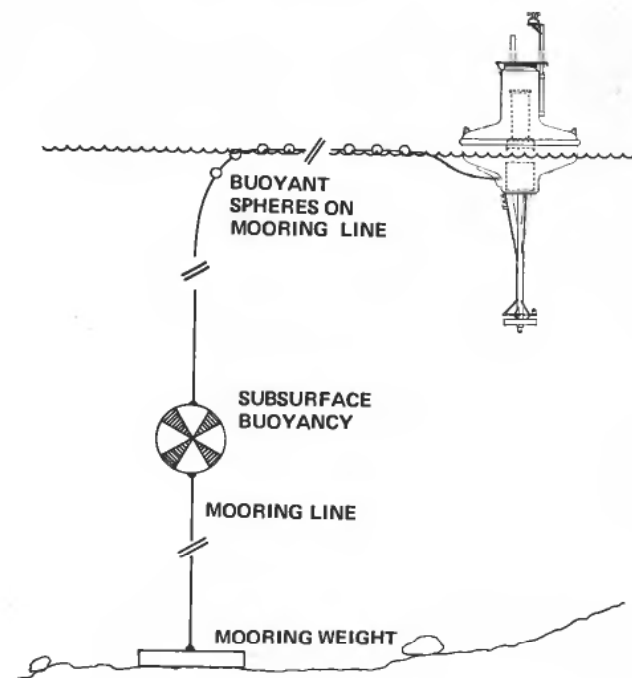 BUOYANT
SPHERES ON
MOORING LINE
SUBSURFACE
BUOYANCY
MOORING LINE
MOORING WEIGHT